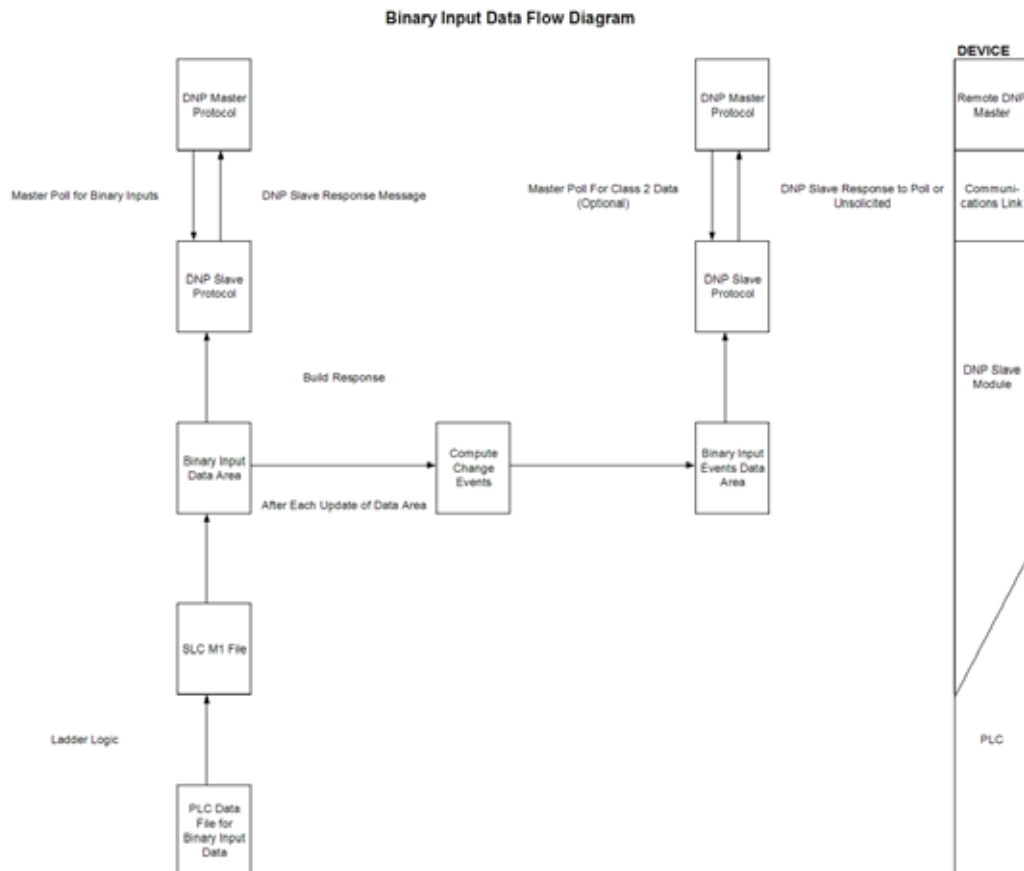 Binary Input Data Flow Diagram
DEVICE
DNP Master
Protocol
DNP Master
Protocol
Remote DNP
Master
Master Poll for Binary Inputs
DNP Slave Response Message
Master Poll For Class 2 Data
(Optional)
DNP Slave Response to Poll or
Unsolicited
Communi-
cations Link
DNP Slave
Protocol
DNP Slave
Protocol
Build Response
DNP Slave
Module
Binary Input
Data Area
Compute
Change
Events
Binary Input
Events Data
Area
After Each Update of Data Area
SLC M1 File
Ladder Logic
PLC
PLC Data
File for
Binary Input
Data